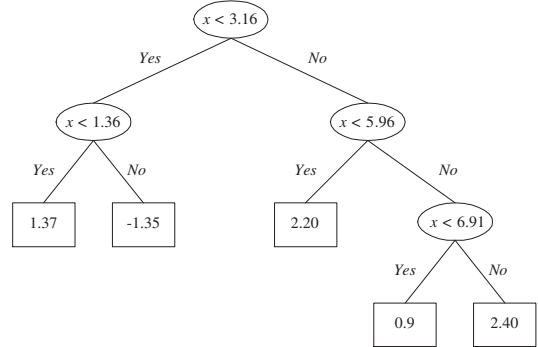 x < 3.16
Yes
No
x < 1.36
x < 5.96
Yes
No
Yes
No
1.37
-1.35
2.20
x < 6.91
Yes
No
0.9
2.40